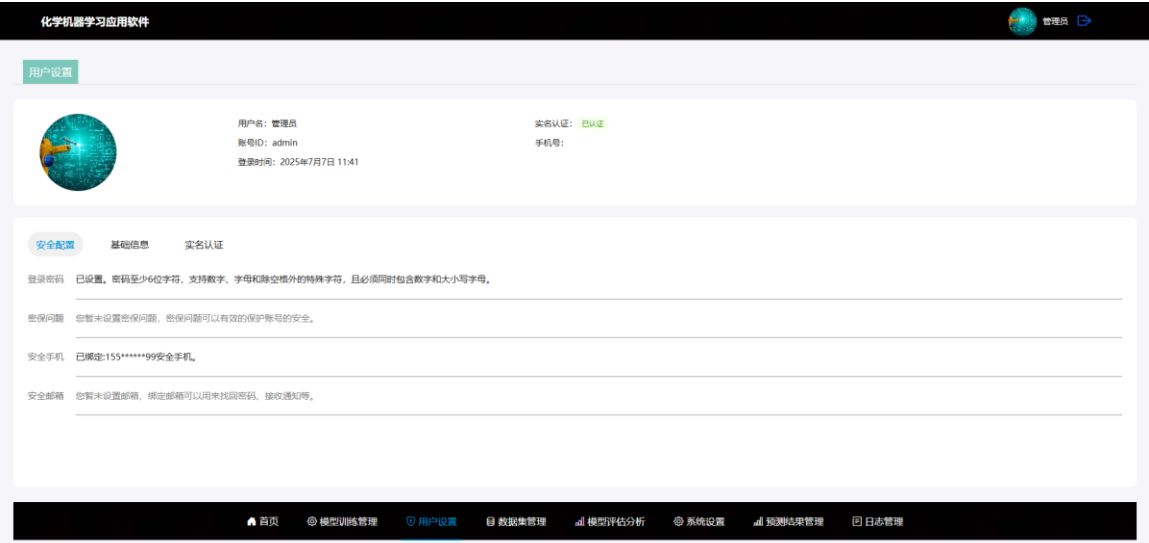 化学机器学习应用软件
管理员
用户设置
用户名：管理员
实名认证：已认证
账号ID：admin
手机号：
登录时间：2025年7月7日 11:41
安全配置 基础信息 实名认证
登录密码 已设置。密码至少6位字符，支持数字、字母和除空格外的特殊字符，且必须同时包含数字和大小写字母。
密保问题 您暂未设置密保问题，密保问题可以有效的保护账号的安全。
安全手机 已绑定:155******99安全手机。
安全邮箱 您暂未设置邮箱，绑定邮箱可以用来找回密码、接收通知等。
首页 模型训练管理 用户设置 数据集管理 模型评估分析 系统设置 预测结果管理 日志管理